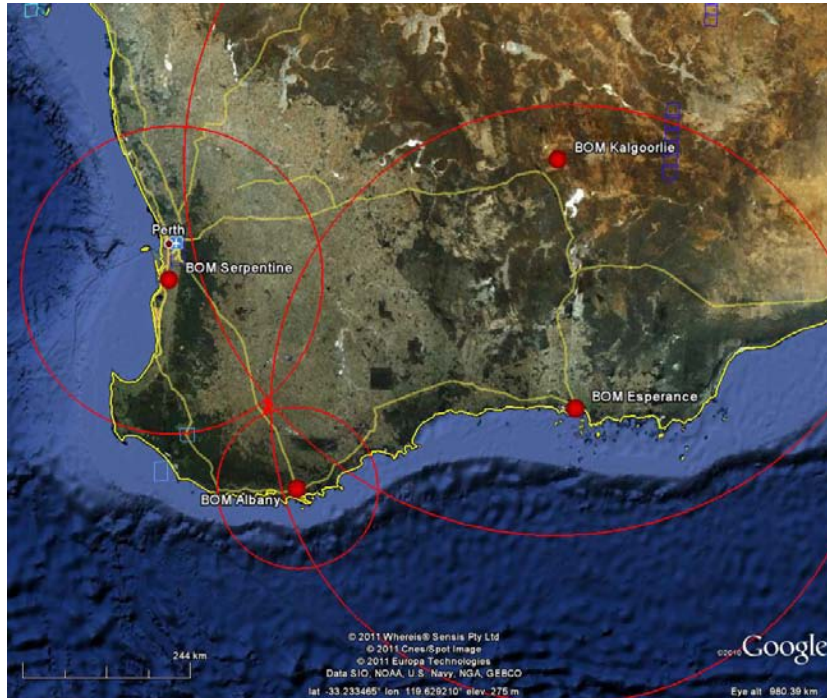 BOM Kalgoorlie
Perth
BOM Serpentine
BOM Esperance
BOM Albany
244 km
© 2011 Whereis® Sensis Pty Ltd
© 2011 Cnes/Spot Image
© 2011 Europa Technologies
Data SIO, NOAA, U.S. Navy, NGA, GEBCO
©2010 Google
lat -33.233465° lon 119.629210° elev 275 m
Eye alt 980.39 km